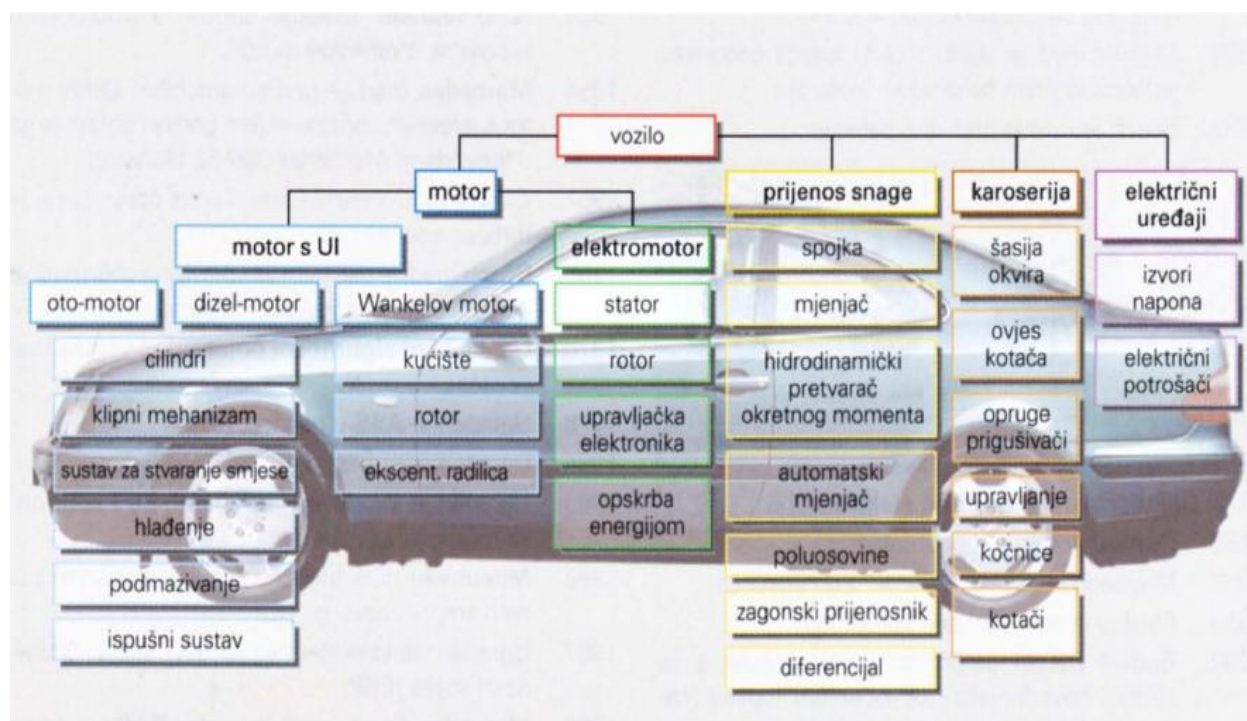 vozilo
motor
prijenos snage
karoserija
električni
uređaji
motor s UI
elektromotor
spojka
šasija
okvira
izvori
napona
oto-motor
dizel-motor
Wankelov motor
stator
mjenjač
cilindri
kućište
rotor
hidrodinamički
pretvarač
okretnog momenta
ovjes
kotača
električni
potrošači
klipni mehanizam
rotor
upravljačka
elektronika
opruge
prigušivači
sustav za stvaranje smjese
ekscent. radilica
automatski
mjenjač
upravljanje
hlađenje
opskrba
energijom
poluosovine
kočnice
podmazivanje
zagonski prijenosnik
kotači
ispušni sustav
diferencijal